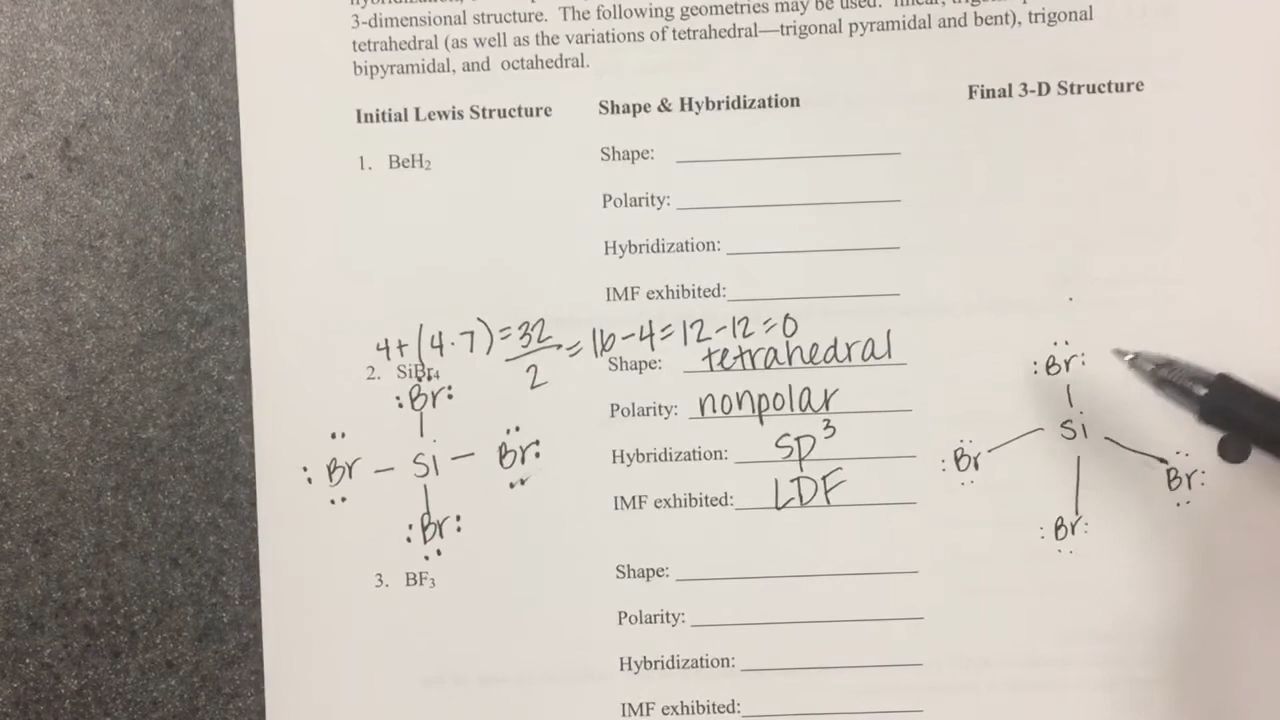 3-dimensional structure. The following geometries may be used: linear,
tetrahedral (as well as the variations of tetrahedral—trigonal pyramidal and bent), trigonal
bipyramidal, and octahedral.
Initial Lewis Structure Shape & Hybridization Final 3-D Structure
1. BeH₂ Shape:
Polarity:
Hybridization:
IMF exhibited:
4+(4·7)=32/2=16-4=12-12=0
2. SiBr₄ Shape: tetrahedral
:Br: :Br:
Polarity: nonpolar
Si
:Br - Si - Br: Hybridization: sp³
:Br Br:
IMF exhibited: LDF
:Br: :Br:
3. BF₃ Shape:
Polarity:
Hybridization:
IMF exhibited: